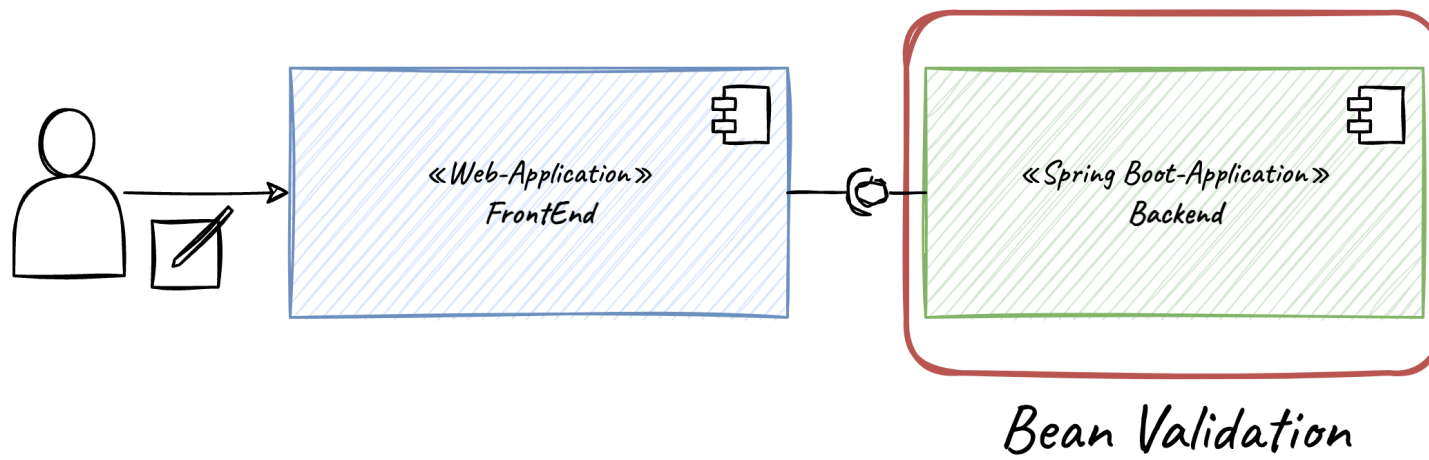 «Web-Application»
FrontEnd
«Spring Boot-Application»
Backend
Bean Validation